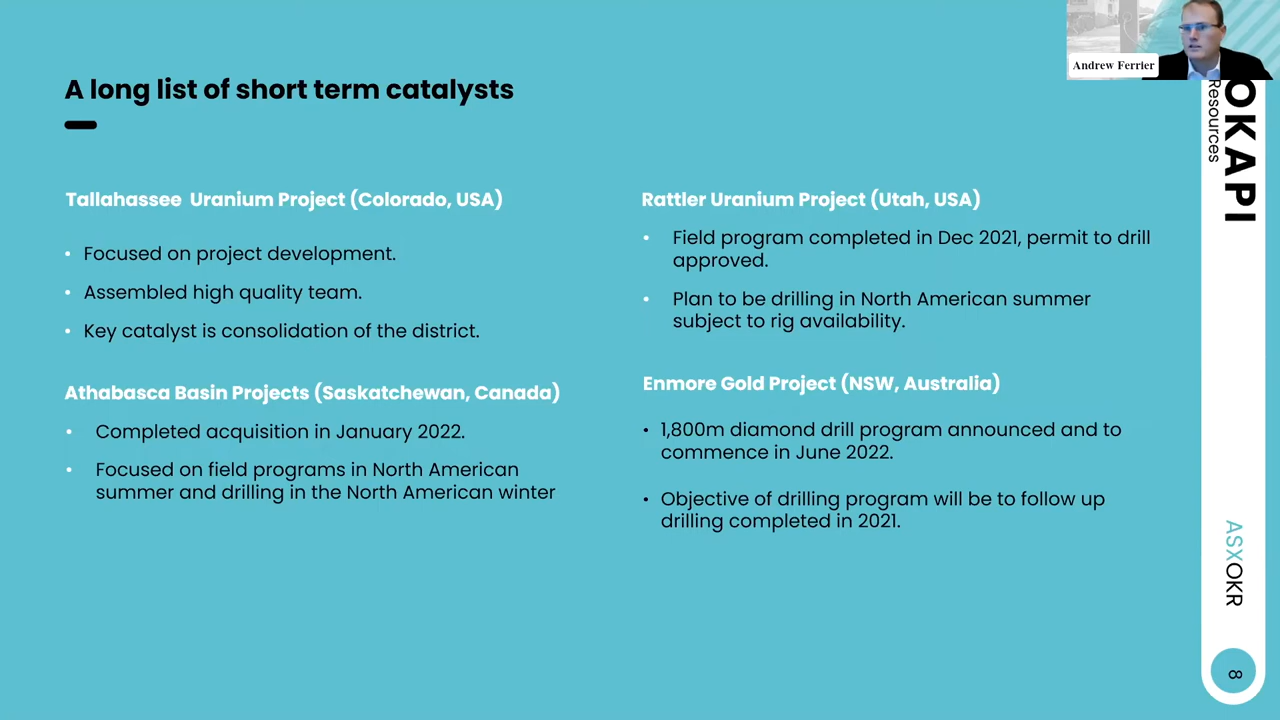 A long list of short term catalysts
Tallahassee  Uranium Project (Colorado, USA)
• Focused on project development.
• Assembled high quality team.
• Key catalyst is consolidation of the district.
Athabasca Basin Projects (Saskatchewan, Canada)
• Completed acquisition in January 2022.
• Focused on field programs in North American
summer and drilling in the North American winter
Rattler Uranium Project (Utah, USA)
• Field program completed in Dec 2021, permit to drill
approved.
• Plan to be drilling in North American summer
subject to rig availability.
Enmore Gold Project (NSW, Australia)
• 1,800m diamond drill program announced and to
commence in June 2022.
• Objective of drilling program will be to follow up
drilling completed in 2021.
Andrew Ferrier
OKAPI
Resources
ASXOKR
8